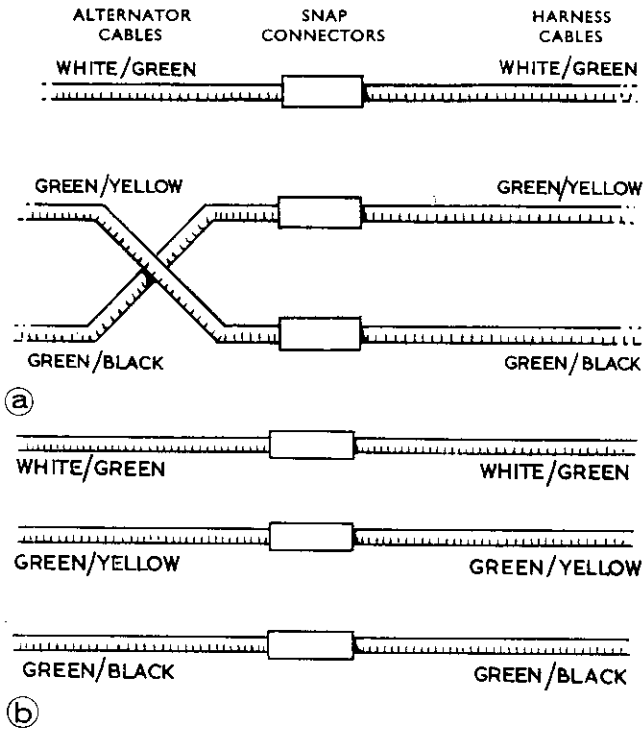 ALTERNATOR CABLES
SNAP CONNECTORS
HARNESS CABLES
WHITE/GREEN
WHITE/GREEN
GREEN/YELLOW
GREEN/YELLOW
GREEN/BLACK
GREEN/BLACK
a
WHITE/GREEN
WHITE/GREEN
GREEN/YELLOW
GREEN/YELLOW
GREEN/BLACK
GREEN/BLACK
b